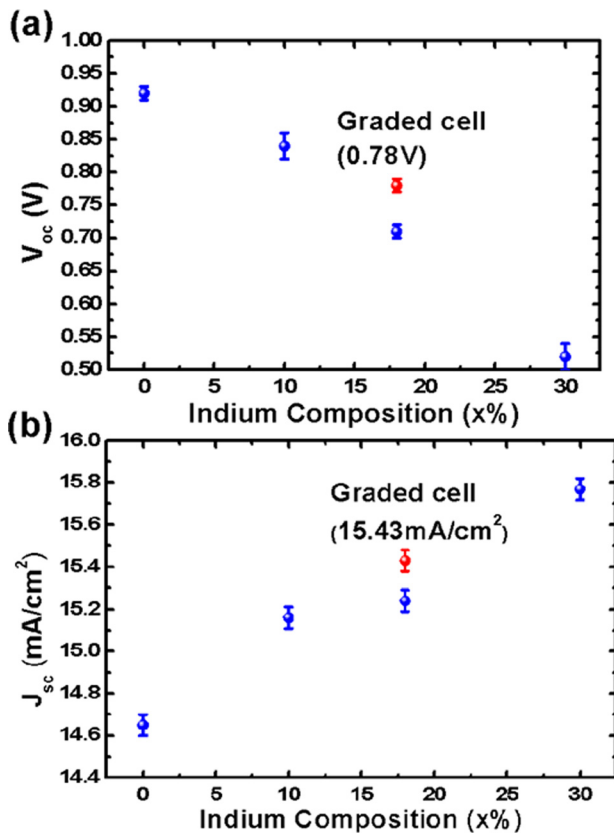 (a)
1.00
0.95
0.90
0.85
0.80
0.75
0.70
0.65
0.60
0.55
0.50
V_oc (V)
Graded cell
(0.78V)
0 5 10 15 20 25 30
Indium Composition (x%)
(b)
16.0
15.8
15.6
15.4
15.2
15.0
14.8
14.6
14.4
J_sc (mA/cm²)
Graded cell
(15.43mA/cm²)
0 5 10 15 20 25 30
Indium Composition (x%)